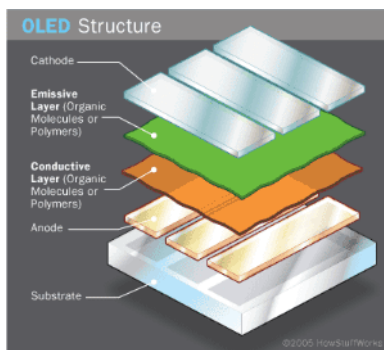 OLED Structure
Cathode
Emissive
Layer (Organic
Molecules or
Polymers)
Conductive
Layer (Organic
Molecules or
Polymers)
Anode
Substrate
©2005 HowStuffWorks